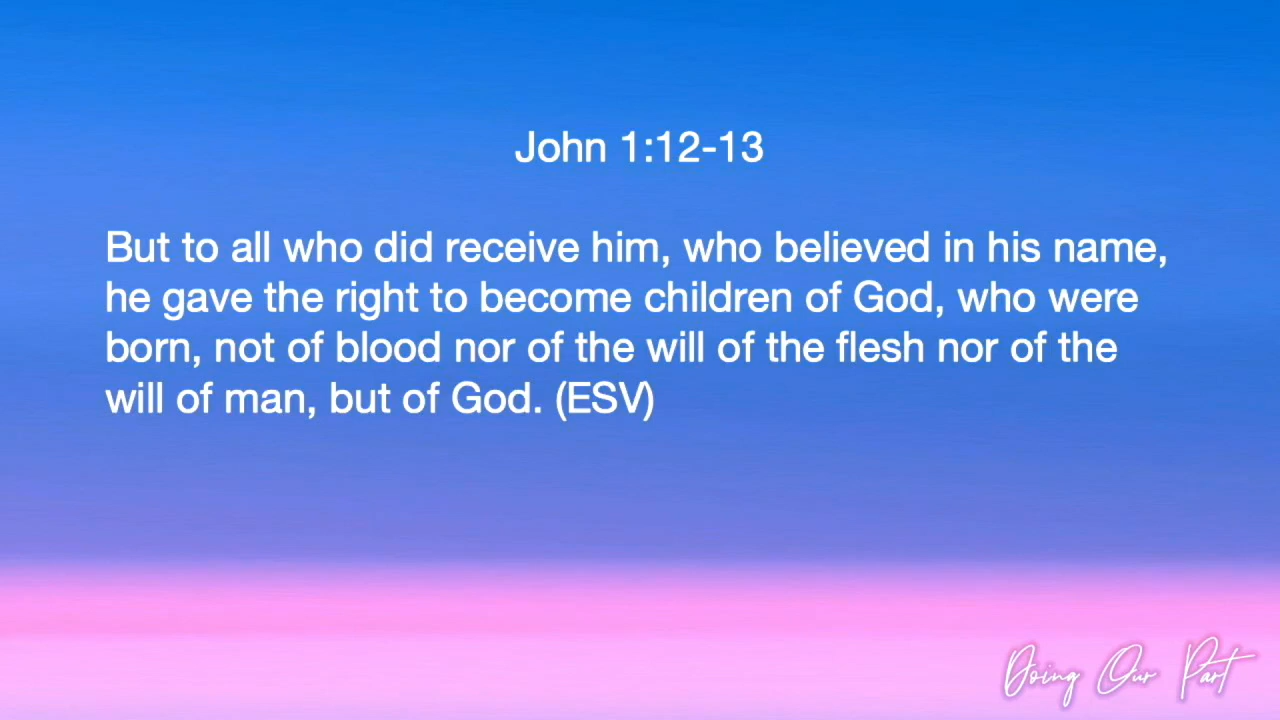 John 1:12-13
But to all who did receive him, who believed in his name,
he gave the right to become children of God, who were
born, not of blood nor of the will of the flesh nor of the
will of man, but of God. (ESV)
Doing Our Part